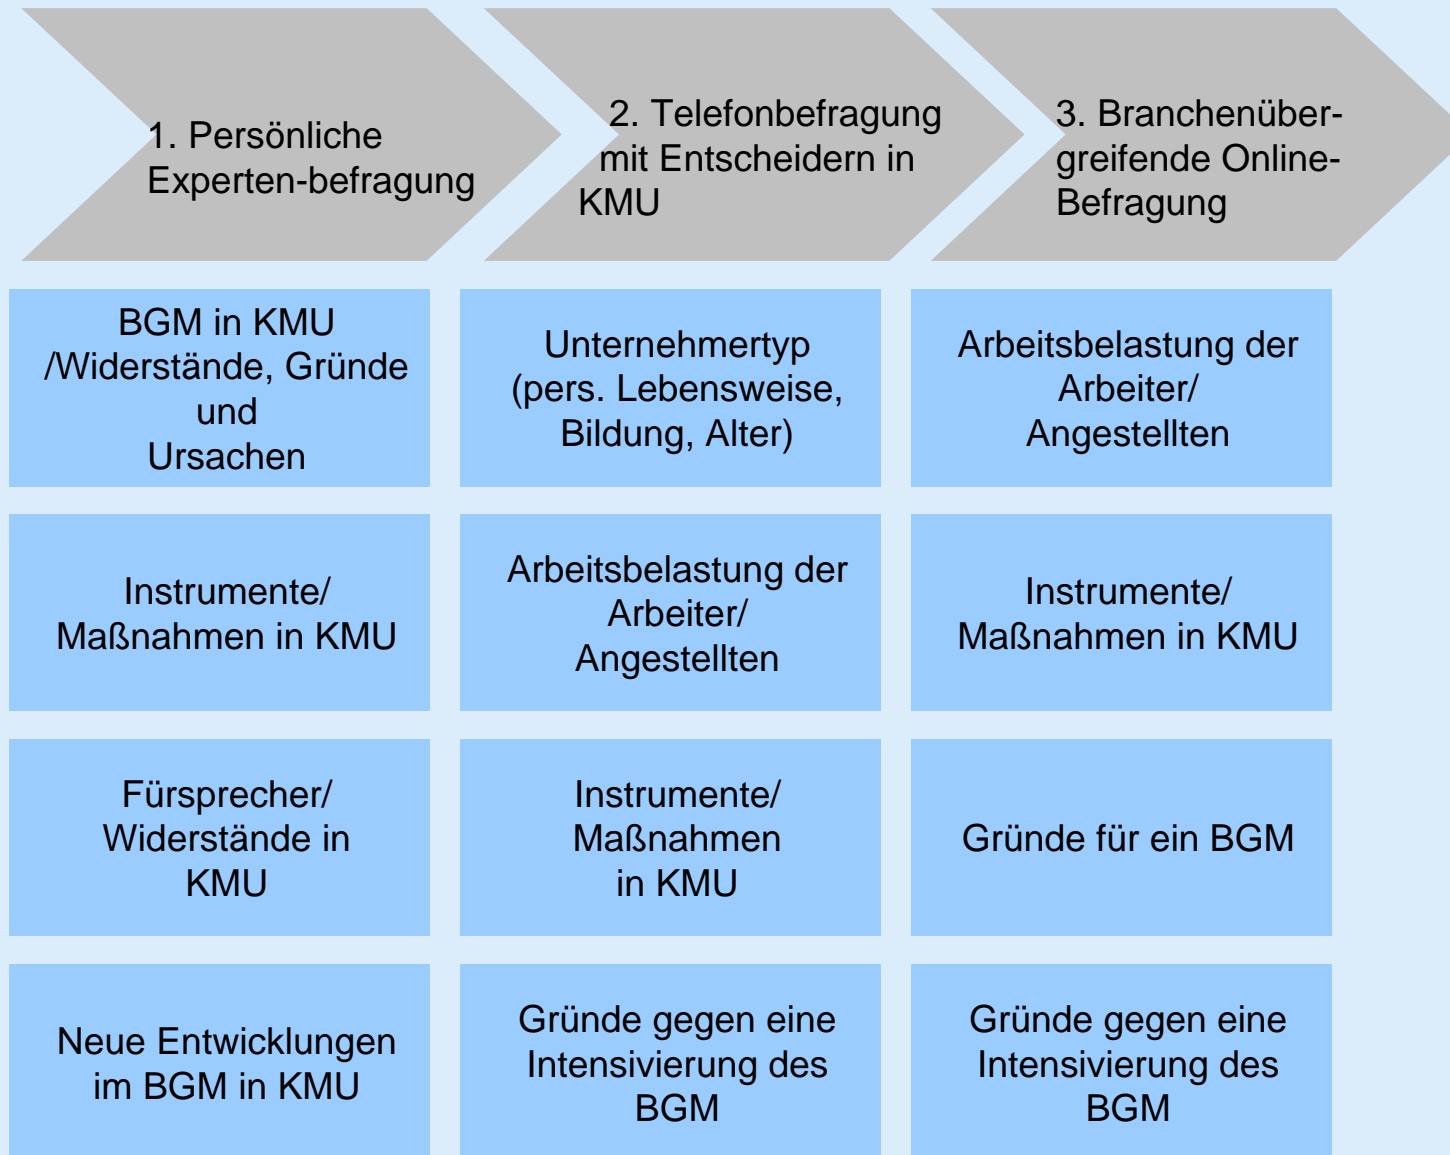 1. Persönliche
Experten-befragung
2. Telefonbefragung
mit Entscheidern in
KMU
3. Branchenüber-
greifende Online-
Befragung
BGM in KMU
/Widerstände, Gründe
und
Ursachen
Unternehmertyp
(pers. Lebensweise,
Bildung, Alter)
Arbeitsbelastung der
Arbeiter/
Angestellten
Instrumente/
Maßnahmen in KMU
Arbeitsbelastung der
Arbeiter/
Angestellten
Instrumente/
Maßnahmen in KMU
Fürsprecher/
Widerstände in
KMU
Instrumente/
Maßnahmen
in KMU
Gründe für ein BGM
Neue Entwicklungen
im BGM in KMU
Gründe gegen eine
Intensivierung des
BGM
Gründe gegen eine
Intensivierung des
BGM